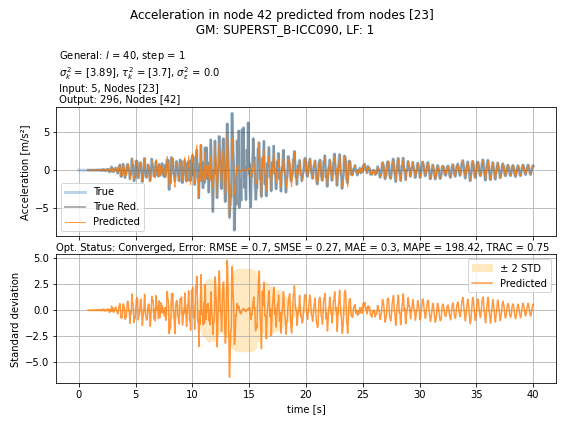 Acceleration in node 42 predicted from nodes [23]
GM: SUPERST_B-ICC090, LF: 1
General: l = 40, step = 1
σ²ₖ = [3.89], τ²ₖ = [3.7], σ²ε = 0.0
Input: 5, Nodes [23]
Output: 296, Nodes [42]
Acceleration [m/s²]
5
0
−5
True
True Red.
Predicted
Opt. Status: Converged, Error: RMSE = 0.7, SMSE = 0.27, MAE = 0.3, MAPE = 198.42, TRAC = 0.75
Standard deviation
5.0
2.5
0.0
−2.5
−5.0
± 2 STD
Predicted
0 5 10 15 20 25 30 35 40
time [s]